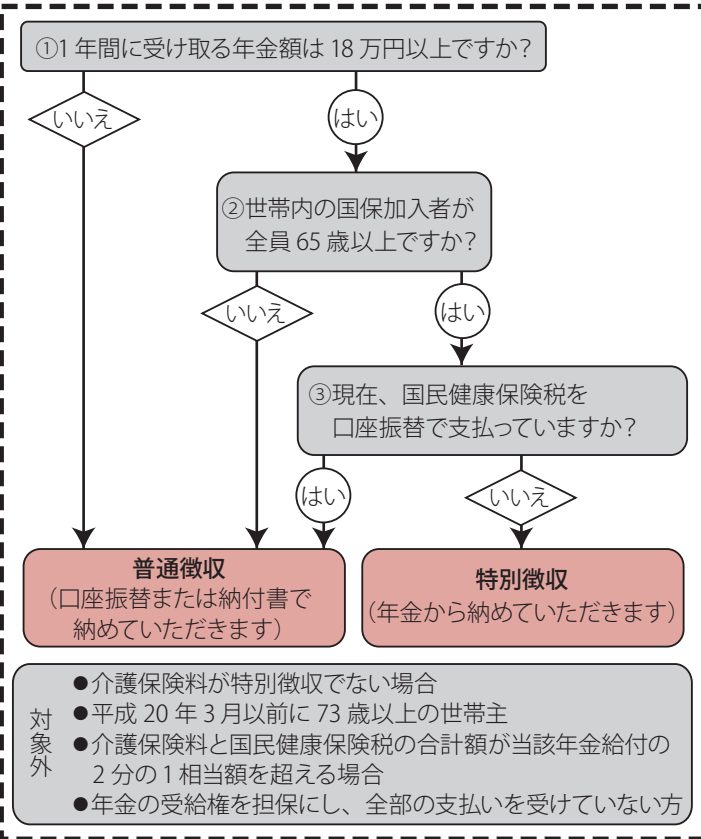 ①1年間に受け取る年金額は18万円以上ですか?
いいえ
はい
②世帯内の国保加入者が
全員65歳以上ですか?
いいえ
はい
③現在、国民健康保険税を
口座振替で支払っていますか?
はい
いいえ
普通徴収
(口座振替または納付書で
納めていただきます)
特別徴収
(年金から納めていただきます)
対象外
●介護保険料が特別徴収でない場合
●平成20年3月以前に73歳以上の世帯主
●介護保険料と国民健康保険税の合計額が当該年金給付の
2分の1相当額を超える場合
●年金の受給権を担保にし、全部の支払いを受けていない方